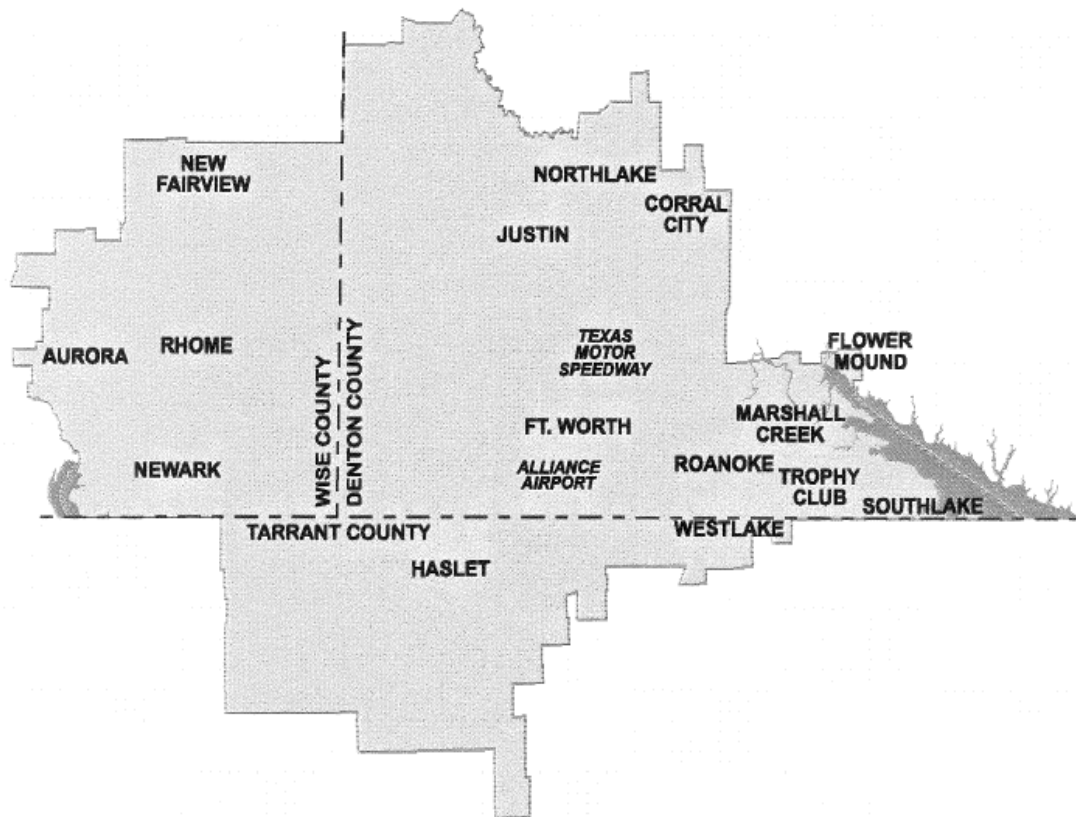 NEW
FAIRVIEW
NORTHLAKE
CORRAL
CITY
JUSTIN
AURORA
RHOME
TEXAS
MOTOR
SPEEDWAY
FLOWER
MOUND
WISE COUNTY
DENTON COUNTY
MARSHALL
CREEK
FT. WORTH
NEWARK
ALLIANCE
AIRPORT
ROANOKE
TROPHY
CLUB
SOUTHLAKE
TARRANT COUNTY
WESTLAKE
HASLET